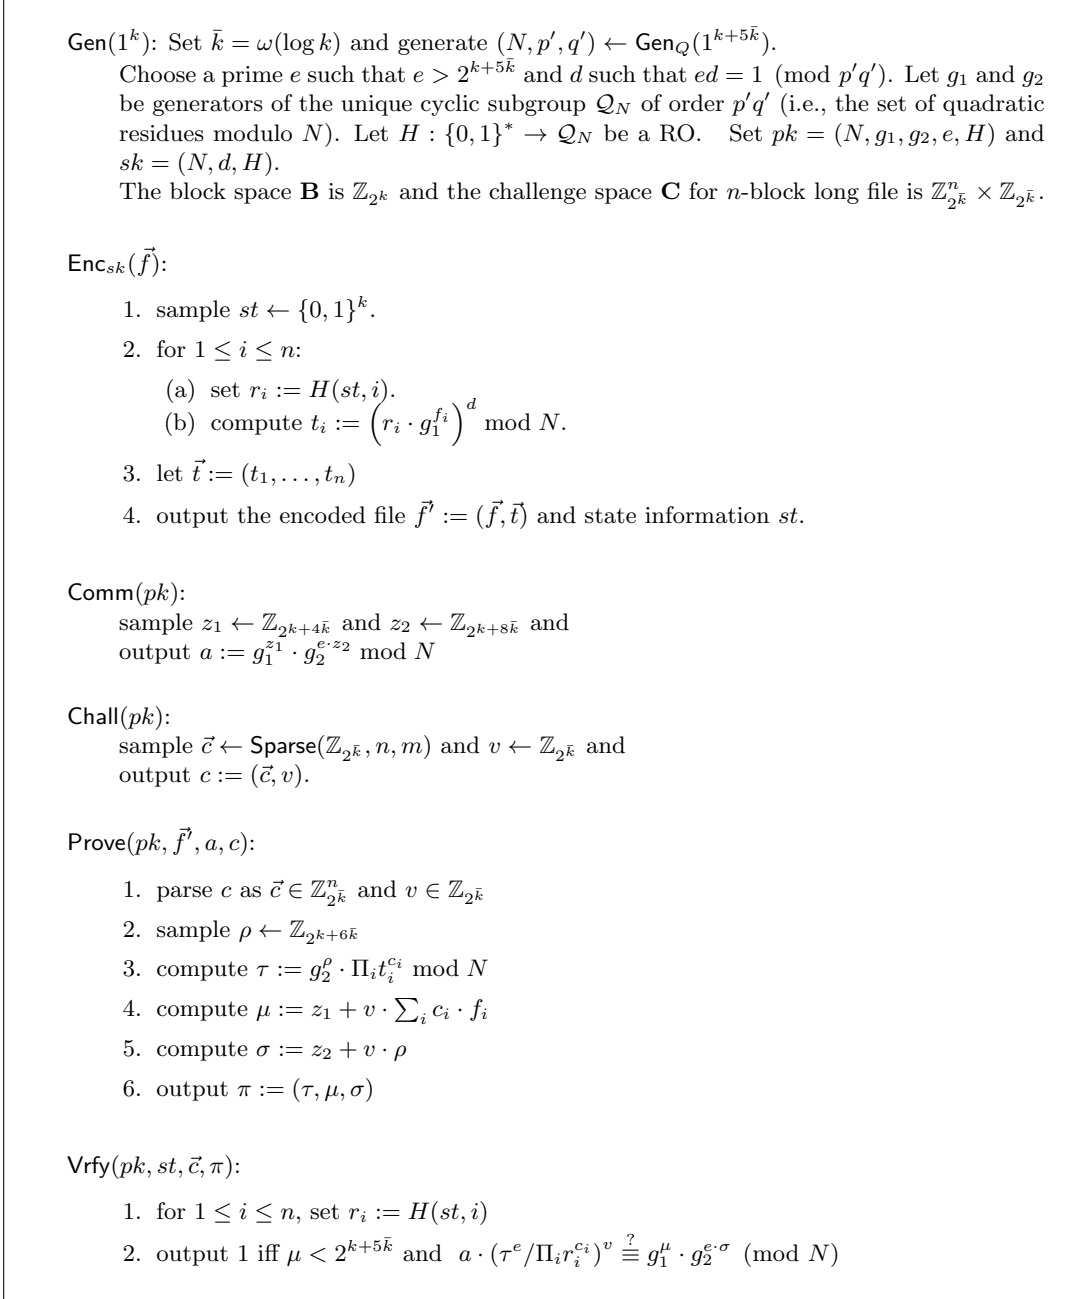 Gen(1^k): Set k̄ = ω(log k) and generate (N, p′, q′) ← Gen_Q(1^{k+5k̄}).
Choose a prime e such that e > 2^{k+5k̄} and d such that ed = 1 (mod p′q′). Let g_1 and g_2
be generators of the unique cyclic subgroup 𝒬_N of order p′q′ (i.e., the set of quadratic
residues modulo N). Let H : {0, 1}^* → 𝒬_N be a RO. Set pk = (N, g_1, g_2, e, H) and
sk = (N, d, H).
The block space B is ℤ_{2^k} and the challenge space C for n-block long file is ℤ^n_{2^k̄} × ℤ_{2^k̄}.
Enc_{sk}(f⃗):
1. sample st ← {0, 1}^k.
2. for 1 ≤ i ≤ n:
(a) set r_i := H(st, i).
(b) compute t_i := (r_i · g_1^{f_i})^d mod N.
3. let t⃗ := (t_1, . . . , t_n)
4. output the encoded file f⃗′ := (f⃗, t⃗) and state information st.
Comm(pk):
sample z_1 ← ℤ_{2^{k+4k̄}} and z_2 ← ℤ_{2^{k+8k̄}} and
output a := g_1^{z_1} · g_2^{e·z_2} mod N
Chall(pk):
sample c⃗ ← Sparse(ℤ_{2^k̄}, n, m) and v ← ℤ_{2^k̄} and
output c := (c⃗, v).
Prove(pk, f⃗′, a, c):
1. parse c as c⃗ ∈ ℤ^n_{2^k̄} and v ∈ ℤ_{2^k̄}
2. sample ρ ← ℤ_{2^{k+6k̄}}
3. compute τ := g_2^ρ · Π_i t_i^{c_i} mod N
4. compute μ := z_1 + v · ∑_i c_i · f_i
5. compute σ := z_2 + v · ρ
6. output π := (τ, μ, σ)
Vrfy(pk, st, c⃗, π):
1. for 1 ≤ i ≤ n, set r_i := H(st, i)
2. output 1 iff μ < 2^{k+5k̄} and a · (τ^e/Π_i r_i^{c_i})^v ≟ g_1^μ · g_2^{e·σ} (mod N)